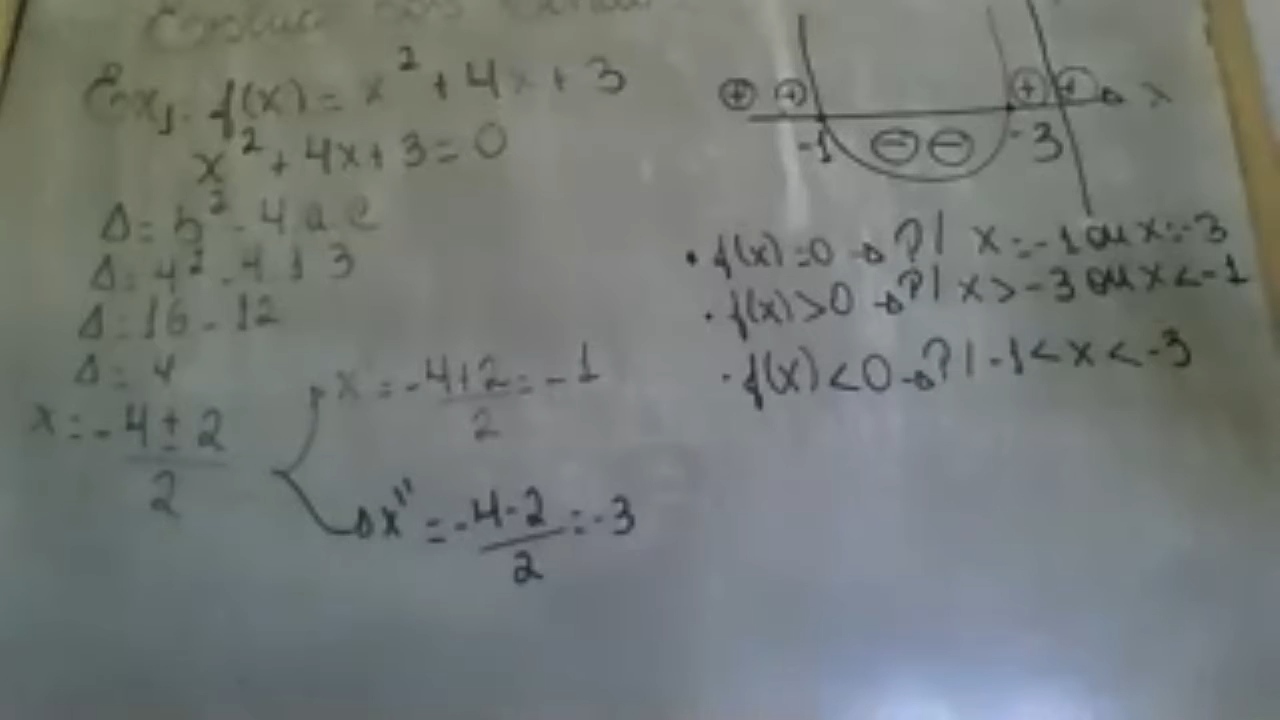 Ex1. f(x) = x² + 4x + 3
x² + 4x + 3 = 0
Δ = b² - 4 a c
Δ = 4² - 4 1 3
Δ = 16 - 12
Δ = 4
x = -4 ± 2 / 2
x = -4+2 / 2 = -1
x'' = -4-2 / 2 = -3
+ + + + x
-1 - - -3
• f(x)=0 → ? / x = -1 ou x = -3
• f(x)>0 → ? / x > -3 ou x < -1
• f(x)<0 → ? / -1 < x < -3